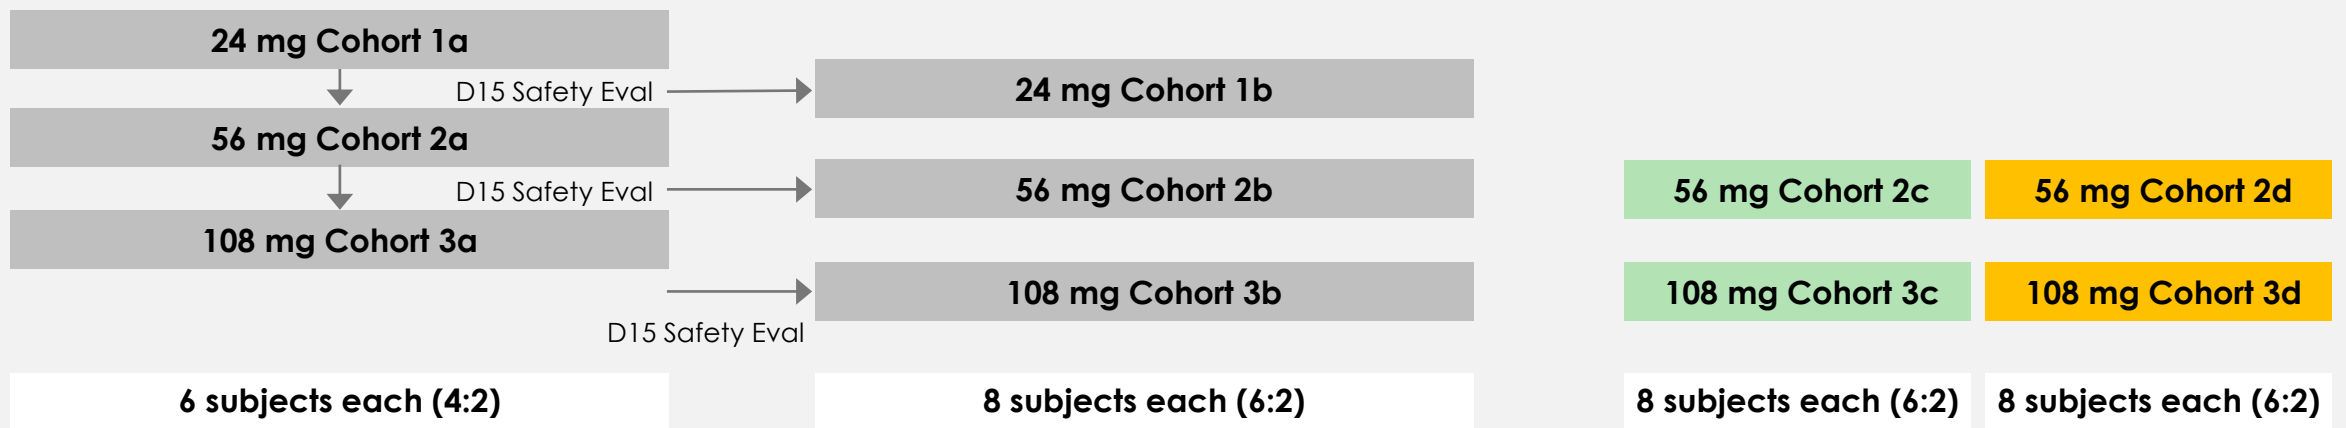 24 mg Cohort 1a
D15 Safety Eval
24 mg Cohort 1b
56 mg Cohort 2a
D15 Safety Eval
56 mg Cohort 2b
56 mg Cohort 2c
56 mg Cohort 2d
108 mg Cohort 3a
108 mg Cohort 3b
108 mg Cohort 3c
108 mg Cohort 3d
D15 Safety Eval
6 subjects each (4:2)
8 subjects each (6:2)
8 subjects each (6:2)
8 subjects each (6:2)